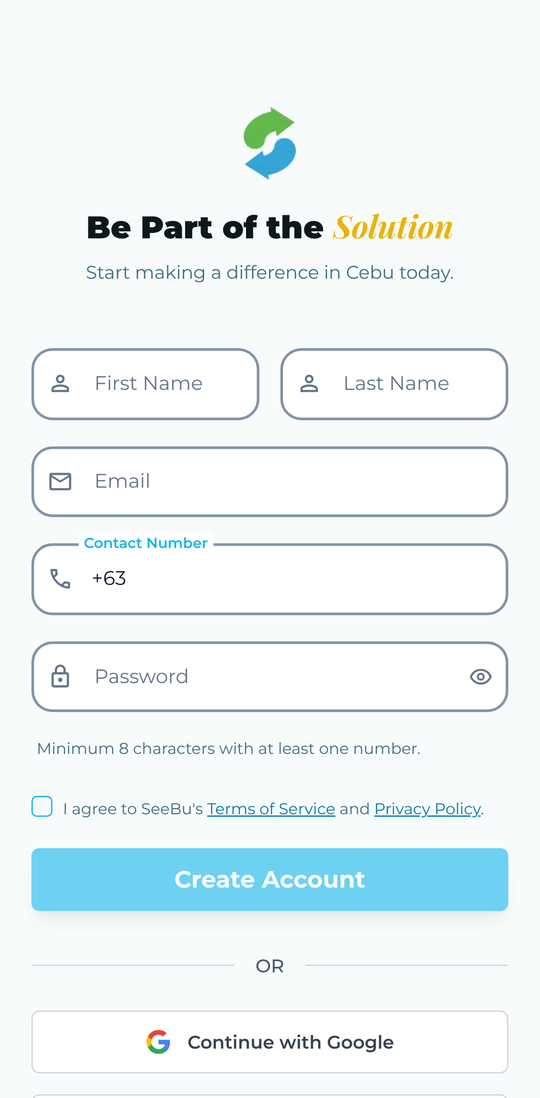 Be Part of the Solution
Start making a difference in Cebu today.
First Name
Last Name
Email
Contact Number
+63
Password
Minimum 8 characters with at least one number.
I agree to SeeBu's Terms of Service and Privacy Policy.
Create Account
OR
Continue with Google